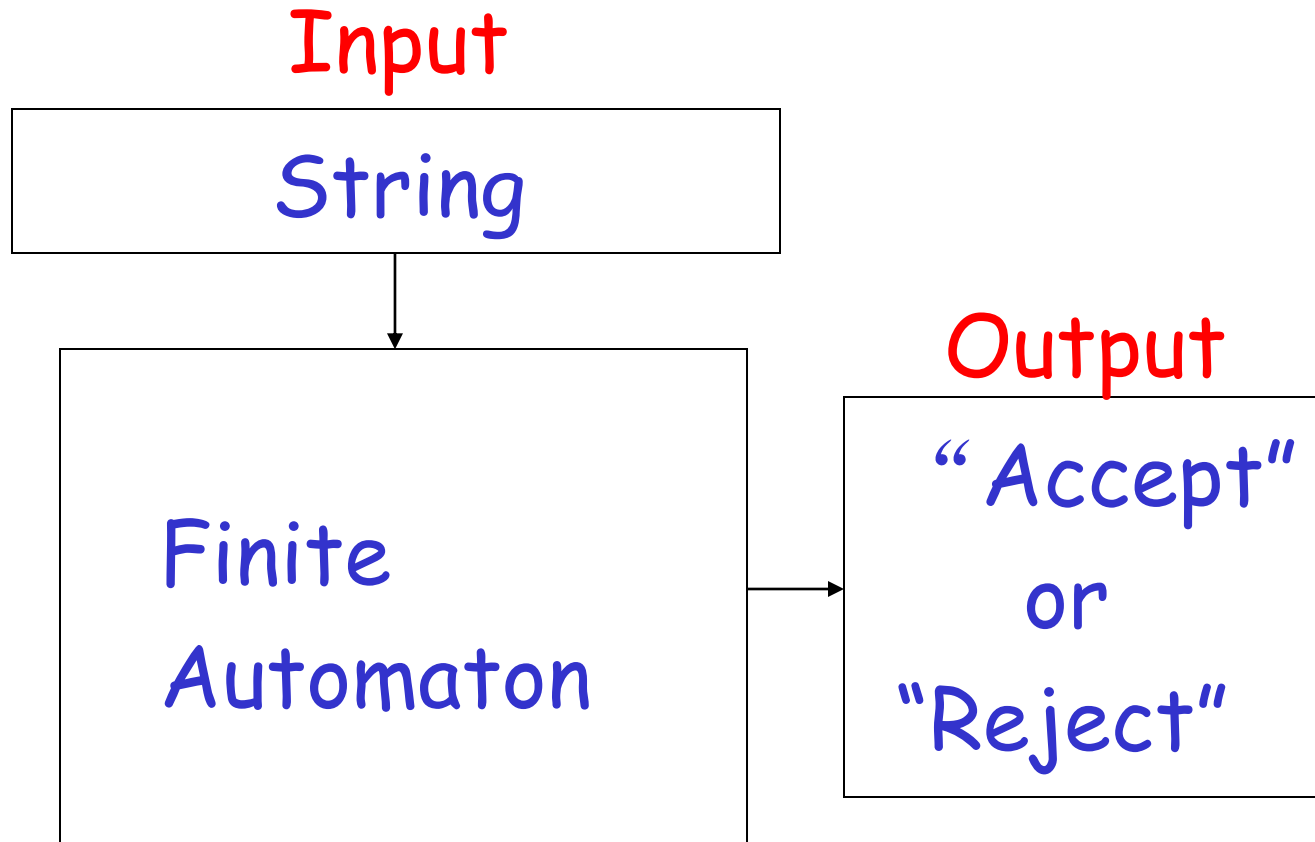 Input
String
Finite
Automaton
Output
“ Accept”
or
“Reject”